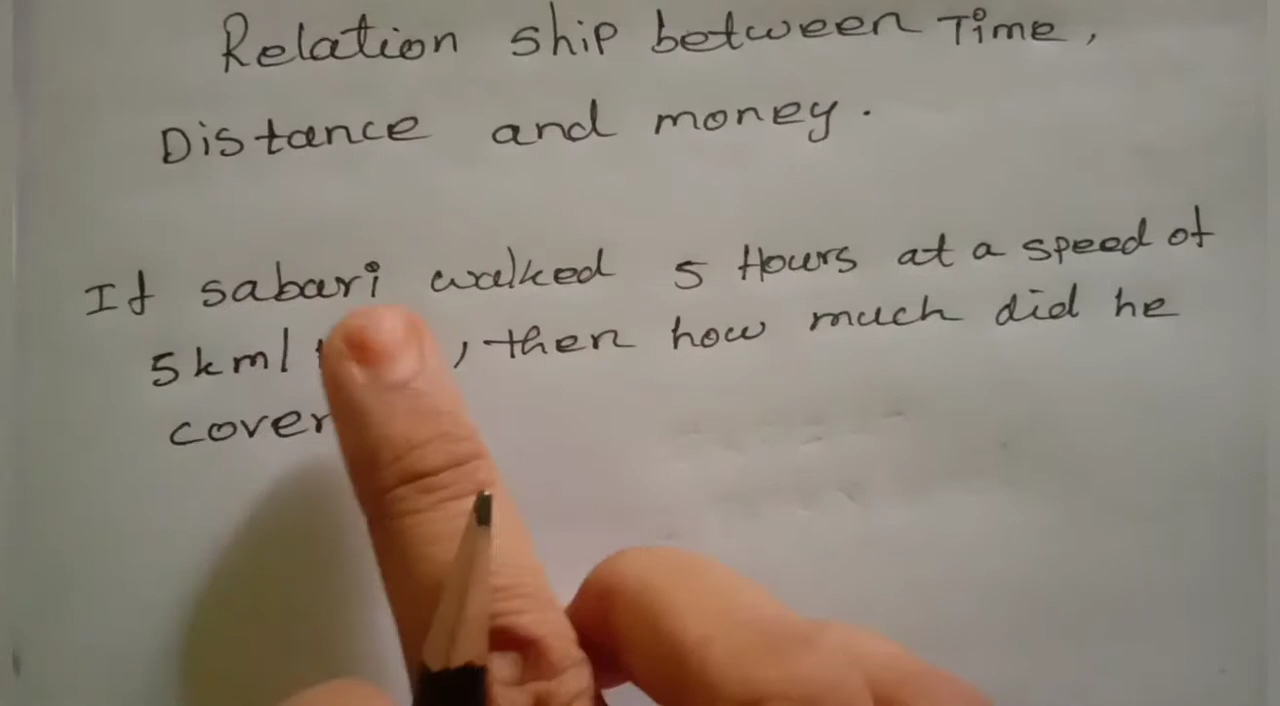 Relation ship between Time,
Distance and money.
If sabari walked 5 Hours at a speed of
5km/ , then how much did he
cover